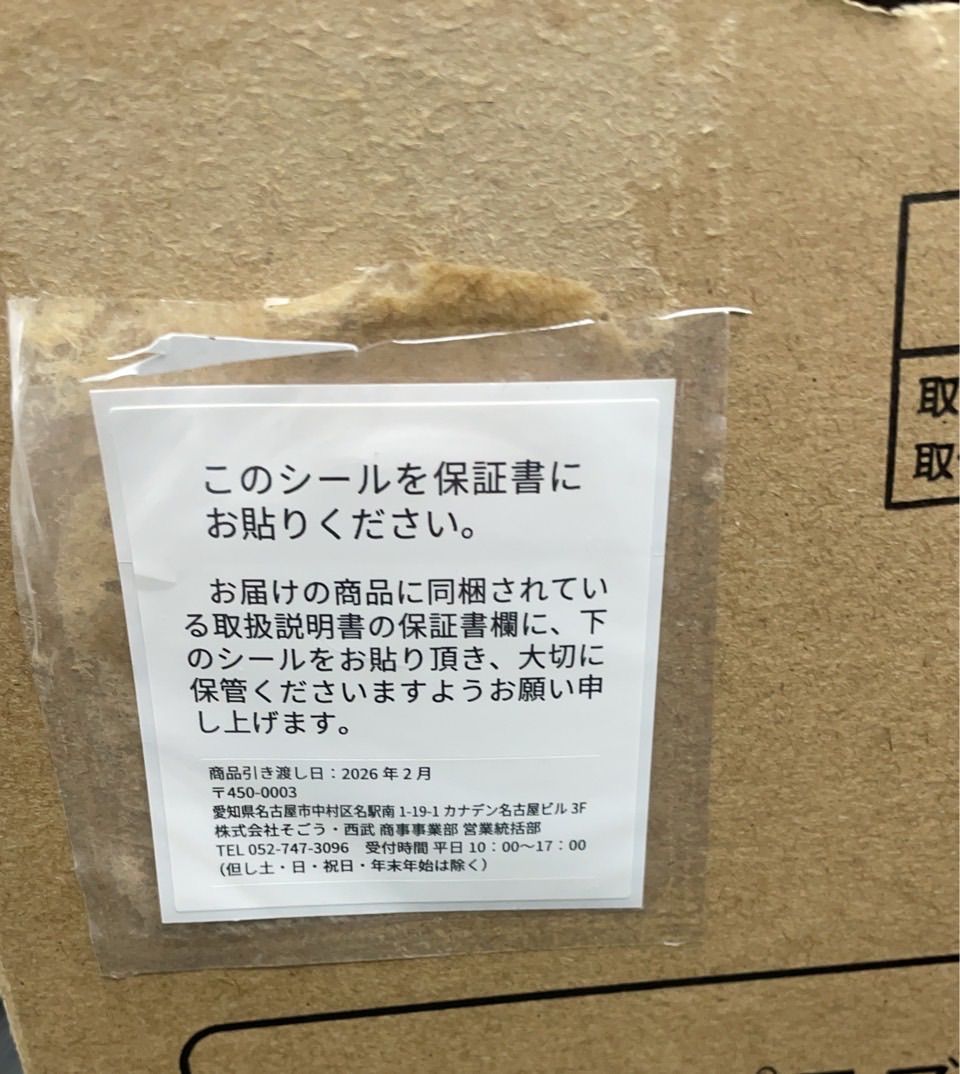 このシールを保証書に
お貼りください。
お届けの商品に同梱されてい
る取扱説明書の保証書欄に、下
のシールをお貼り頂き、大切に
保管くださいますようお願い申
し上げます。
商品引き渡し日：2026 年 2 月
〒450-0003
愛知県名古屋市中村区名駅南 1-19-1 カナデン名古屋ビル 3F
株式会社そごう・西武 商事事業部 営業統括部
TEL 052-747-3096　受付時間 平日 10：00～17：00
（但し土・日・祝日・年末年始は除く）
取
取